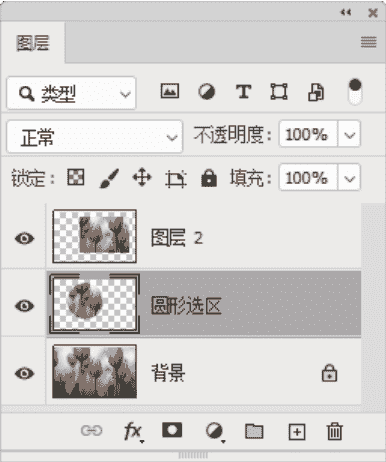 图层
类型
正常 不透明度: 100%
锁定: 填充: 100%
图层 2
圆形选区
背景
fx